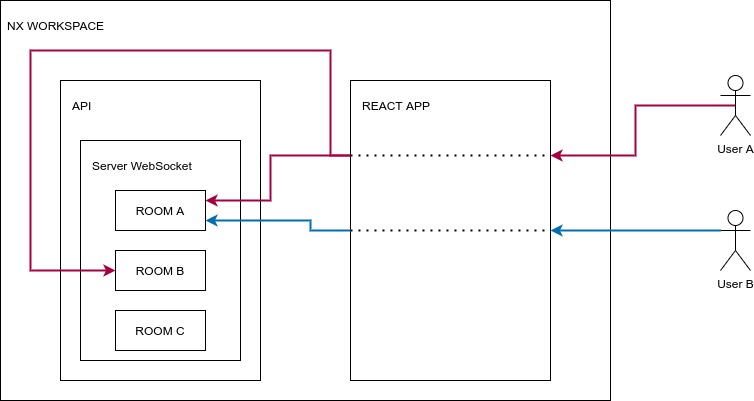 NX WORKSPACE
API
REACT APP
Server WebSocket
ROOM A
ROOM B
ROOM C
User A
User B